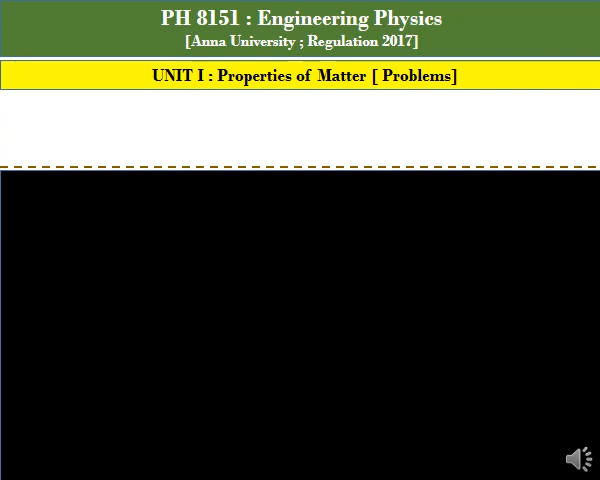 PH 8151 : Engineering Physics
[Anna University ; Regulation 2017]
UNIT I : Properties of Matter [ Problems]